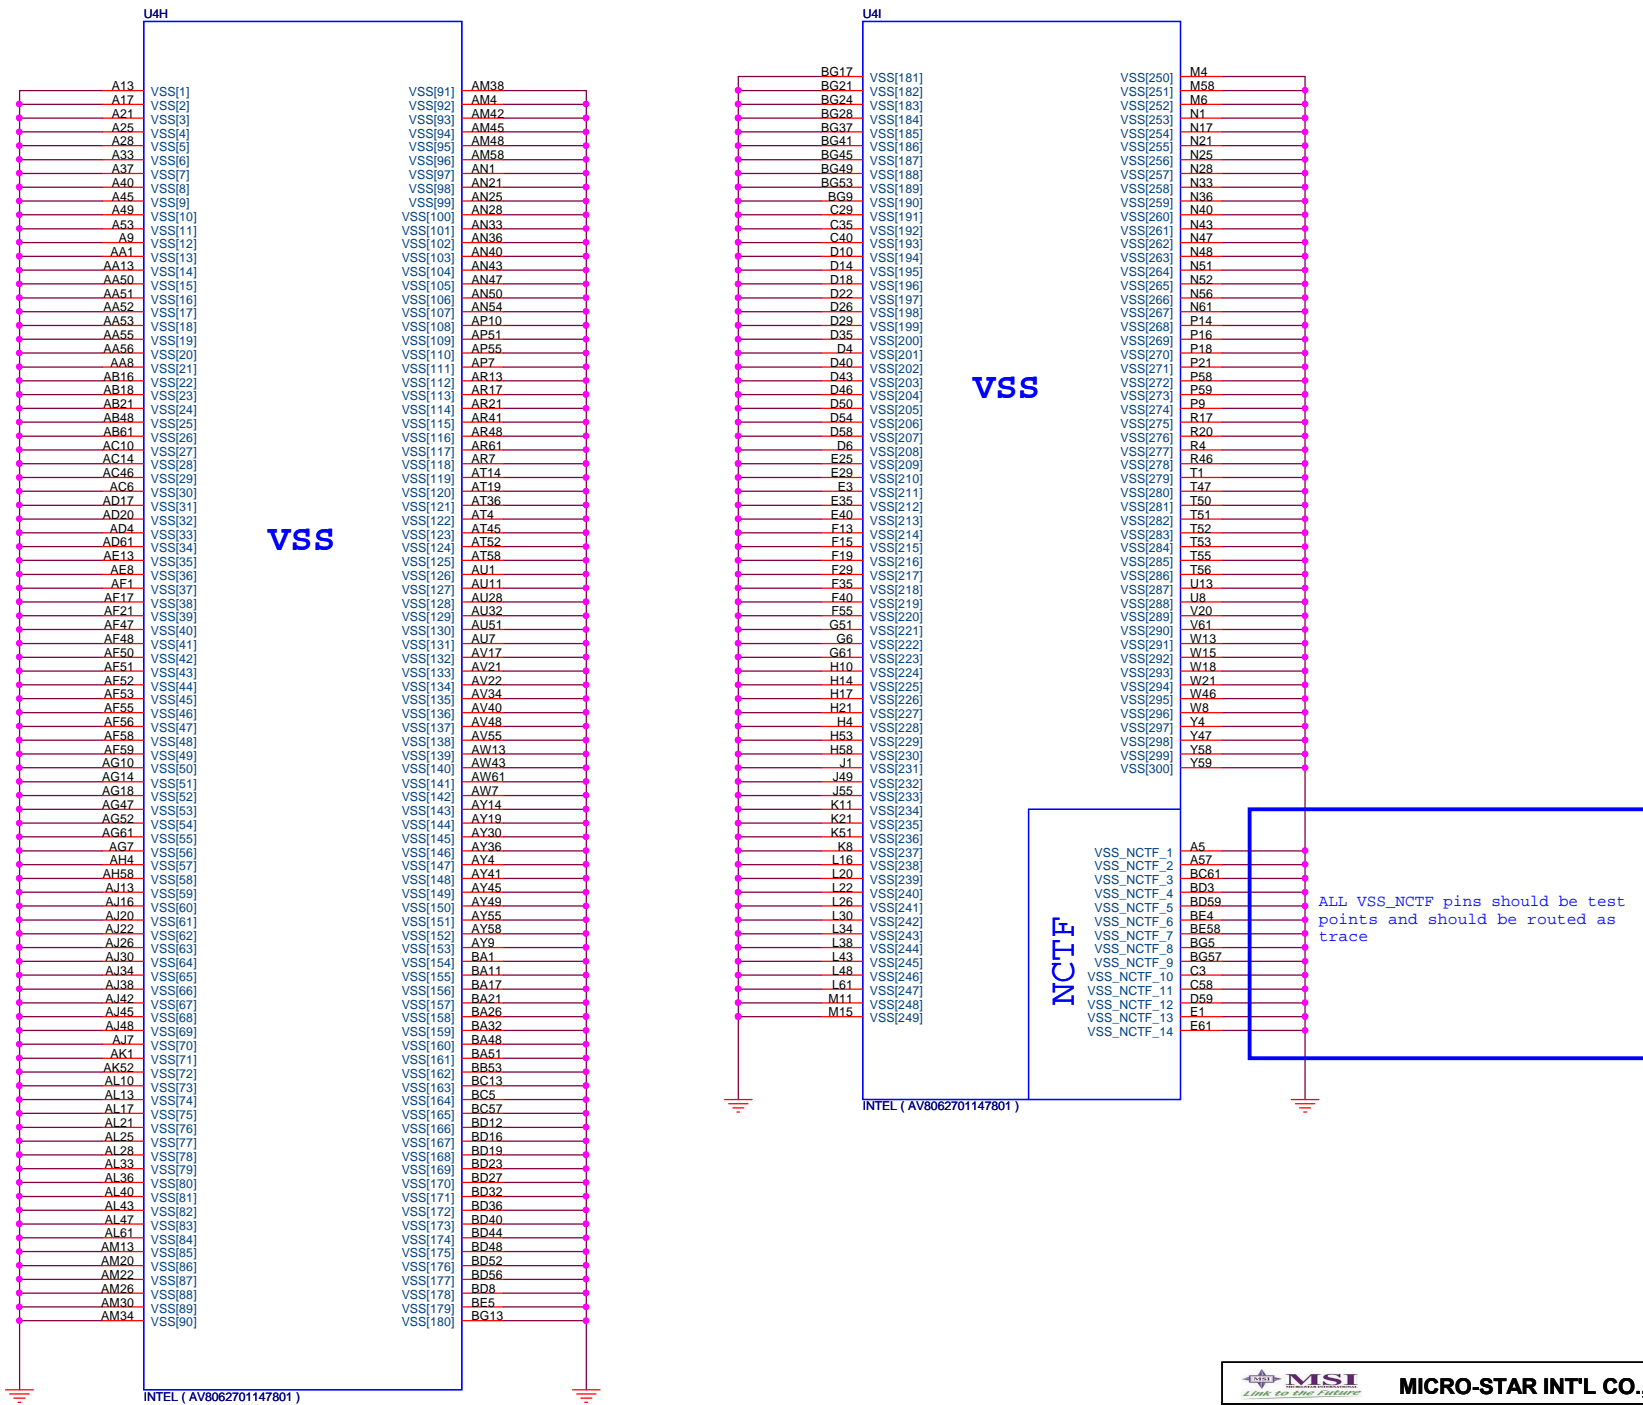 U4H
A13 VSS[1]
A17 VSS[2]
A21 VSS[3]
A25 VSS[4]
A28 VSS[5]
A33 VSS[6]
A37 VSS[7]
A40 VSS[8]
A45 VSS[9]
A49 VSS[10]
A53 VSS[11]
A9 VSS[12]
AA1 VSS[13]
AA13 VSS[14]
AA50 VSS[15]
AA51 VSS[16]
AA52 VSS[17]
AA53 VSS[18]
AA55 VSS[19]
AA56 VSS[20]
AA8 VSS[21]
AB16 VSS[22]
AB18 VSS[23]
AB21 VSS[24]
AB48 VSS[25]
AB61 VSS[26]
AC10 VSS[27]
AC14 VSS[28]
AC46 VSS[29]
AC6 VSS[30]
AD17 VSS[31]
AD20 VSS[32]
AD4 VSS[33]
AD61 VSS[34]
AE13 VSS[35]
AE8 VSS[36]
AF1 VSS[37]
AF17 VSS[38]
AF21 VSS[39]
AF47 VSS[40]
AF48 VSS[41]
AF50 VSS[42]
AF51 VSS[43]
AF52 VSS[44]
AF53 VSS[45]
AF55 VSS[46]
AF56 VSS[47]
AF58 VSS[48]
AF59 VSS[49]
AG10 VSS[50]
AG14 VSS[51]
AG18 VSS[52]
AG47 VSS[53]
AG52 VSS[54]
AG61 VSS[55]
AG7 VSS[56]
AH4 VSS[57]
AH58 VSS[58]
AJ13 VSS[59]
AJ16 VSS[60]
AJ20 VSS[61]
AJ22 VSS[62]
AJ26 VSS[63]
AJ30 VSS[64]
AJ34 VSS[65]
AJ38 VSS[66]
AJ42 VSS[67]
AJ45 VSS[68]
AJ48 VSS[69]
AJ7 VSS[70]
AK1 VSS[71]
AK52 VSS[72]
AL10 VSS[73]
AL13 VSS[74]
AL17 VSS[75]
AL21 VSS[76]
AL25 VSS[77]
AL28 VSS[78]
AL33 VSS[79]
AL36 VSS[80]
AL40 VSS[81]
AL43 VSS[82]
AL47 VSS[83]
AL61 VSS[84]
AM13 VSS[85]
AM20 VSS[86]
AM22 VSS[87]
AM26 VSS[88]
AM30 VSS[89]
AM34 VSS[90]
VSS
VSS[91] AM38
VSS[92] AM4
VSS[93] AM42
VSS[94] AM45
VSS[95] AM48
VSS[96] AM58
VSS[97] AN1
VSS[98] AN21
VSS[99] AN25
VSS[100] AN28
VSS[101] AN33
VSS[102] AN36
VSS[103] AN40
VSS[104] AN43
VSS[105] AN47
VSS[106] AN50
VSS[107] AN54
VSS[108] AP10
VSS[109] AP51
VSS[110] AP55
VSS[111] AP7
VSS[112] AR13
VSS[113] AR17
VSS[114] AR21
VSS[115] AR41
VSS[116] AR48
VSS[117] AR61
VSS[118] AR7
VSS[119] AT14
VSS[120] AT19
VSS[121] AT36
VSS[122] AT4
VSS[123] AT45
VSS[124] AT52
VSS[125] AT58
VSS[126] AU1
VSS[127] AU11
VSS[128] AU28
VSS[129] AU32
VSS[130] AU51
VSS[131] AU7
VSS[132] AV17
VSS[133] AV21
VSS[134] AV22
VSS[135] AV34
VSS[136] AV40
VSS[137] AV48
VSS[138] AV55
VSS[139] AW13
VSS[140] AW43
VSS[141] AW61
VSS[142] AW7
VSS[143] AY14
VSS[144] AY19
VSS[145] AY30
VSS[146] AY36
VSS[147] AY4
VSS[148] AY41
VSS[149] AY45
VSS[150] AY49
VSS[151] AY55
VSS[152] AY58
VSS[153] AY9
VSS[154] BA1
VSS[155] BA11
VSS[156] BA17
VSS[157] BA21
VSS[158] BA26
VSS[159] BA32
VSS[160] BA48
VSS[161] BA51
VSS[162] BB53
VSS[163] BC13
VSS[164] BC5
VSS[165] BC57
VSS[166] BD12
VSS[167] BD16
VSS[168] BD19
VSS[169] BD23
VSS[170] BD27
VSS[171] BD32
VSS[172] BD36
VSS[173] BD40
VSS[174] BD44
VSS[175] BD48
VSS[176] BD52
VSS[177] BD56
VSS[178] BD8
VSS[179] BE5
VSS[180] BG13
INTEL ( AV8062701147801 )
U4I
BG17 VSS[181]
BG21 VSS[182]
BG24 VSS[183]
BG28 VSS[184]
BG37 VSS[185]
BG41 VSS[186]
BG45 VSS[187]
BG49 VSS[188]
BG53 VSS[189]
BG9 VSS[190]
C29 VSS[191]
C35 VSS[192]
C40 VSS[193]
D10 VSS[194]
D14 VSS[195]
D18 VSS[196]
D22 VSS[197]
D26 VSS[198]
D29 VSS[199]
D35 VSS[200]
D4 VSS[201]
D40 VSS[202]
D43 VSS[203]
D46 VSS[204]
D50 VSS[205]
D54 VSS[206]
D58 VSS[207]
D6 VSS[208]
E25 VSS[209]
E29 VSS[210]
E3 VSS[211]
E35 VSS[212]
E40 VSS[213]
F13 VSS[214]
F15 VSS[215]
F19 VSS[216]
F29 VSS[217]
F35 VSS[218]
F40 VSS[219]
F55 VSS[220]
G51 VSS[221]
G6 VSS[222]
G61 VSS[223]
H10 VSS[224]
H14 VSS[225]
H17 VSS[226]
H21 VSS[227]
H4 VSS[228]
H53 VSS[229]
H58 VSS[230]
J1 VSS[231]
J49 VSS[232]
J55 VSS[233]
K11 VSS[234]
K21 VSS[235]
K51 VSS[236]
K8 VSS[237]
L16 VSS[238]
L20 VSS[239]
L22 VSS[240]
L26 VSS[241]
L30 VSS[242]
L34 VSS[243]
L38 VSS[244]
L43 VSS[245]
L48 VSS[246]
L61 VSS[247]
M11 VSS[248]
M15 VSS[249]
VSS
VSS[250] M4
VSS[251] M58
VSS[252] M6
VSS[253] N1
VSS[254] N17
VSS[255] N21
VSS[256] N25
VSS[257] N28
VSS[258] N33
VSS[259] N36
VSS[260] N40
VSS[261] N43
VSS[262] N47
VSS[263] N48
VSS[264] N51
VSS[265] N52
VSS[266] N56
VSS[267] N61
VSS[268] P14
VSS[269] P16
VSS[270] P18
VSS[271] P21
VSS[272] P58
VSS[273] P59
VSS[274] P9
VSS[275] R17
VSS[276] R20
VSS[277] R4
VSS[278] R46
VSS[279] T1
VSS[280] T47
VSS[281] T50
VSS[282] T51
VSS[283] T52
VSS[284] T53
VSS[285] T55
VSS[286] T56
VSS[287] U13
VSS[288] U8
VSS[289] V20
VSS[290] V61
VSS[291] W13
VSS[292] W15
VSS[293] W18
VSS[294] W21
VSS[295] W46
VSS[296] W8
VSS[297] Y4
VSS[298] Y47
VSS[299] Y58
VSS[300] Y59
NCTF
VSS_NCTF_1 A5
VSS_NCTF_2 A57
VSS_NCTF_3 BC61
VSS_NCTF_4 BD3
VSS_NCTF_5 BD59
VSS_NCTF_6 BE4
VSS_NCTF_7 BE58
VSS_NCTF_8 BG5
VSS_NCTF_9 BG57
VSS_NCTF_10 C3
VSS_NCTF_11 C58
VSS_NCTF_12 D59
VSS_NCTF_13 E1
VSS_NCTF_14 E61
ALL VSS_NCTF pins should be test
points and should be routed as
trace
INTEL ( AV8062701147801 )
MSI MSI
Link to the Future
MICRO-STAR INT'L CO.,